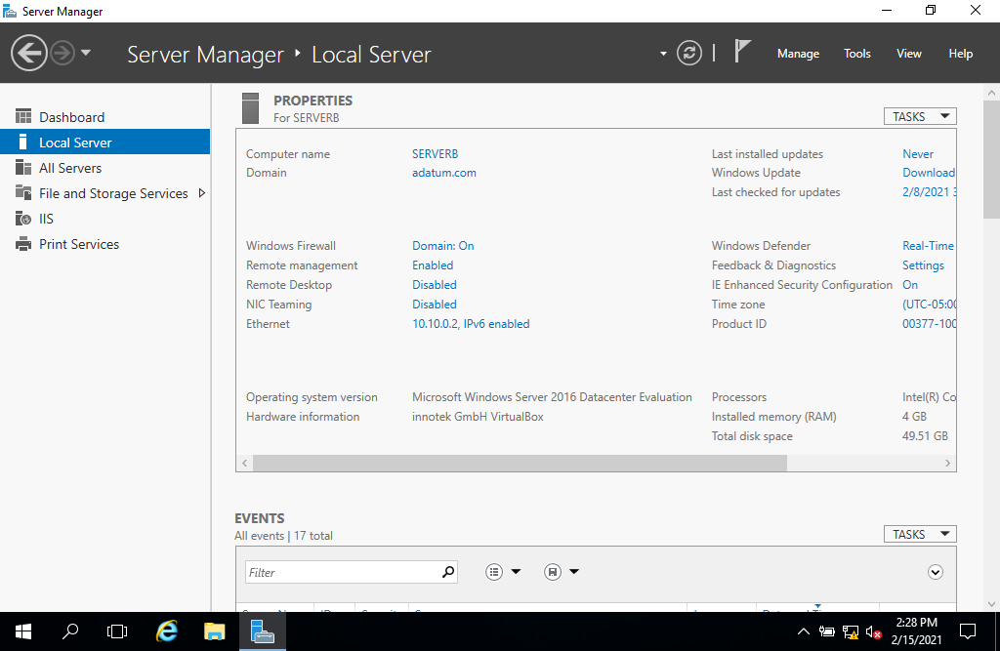 Server Manager
Server Manager ‣ Local Server
Manage Tools View Help
Dashboard
Local Server
All Servers
File and Storage Services
IIS
Print Services
PROPERTIES
For SERVERB
TASKS
Computer name SERVERB
Domain adatum.com
Last installed updates Never
Windows Update Download
Last checked for updates 2/8/2021 3
Windows Firewall Domain: On
Remote management Enabled
Remote Desktop Disabled
NIC Teaming Disabled
Ethernet 10.10.0.2, IPv6 enabled
Windows Defender Real-Time
Feedback & Diagnostics Settings
IE Enhanced Security Configuration On
Time zone (UTC-05:00
Product ID 00377-100
Operating system version Microsoft Windows Server 2016 Datacenter Evaluation
Hardware information innotek GmbH VirtualBox
Processors Intel(R) Co
Installed memory (RAM) 4 GB
Total disk space 49.51 GB
EVENTS
All events | 17 total
TASKS
Filter
2:28 PM
2/15/2021